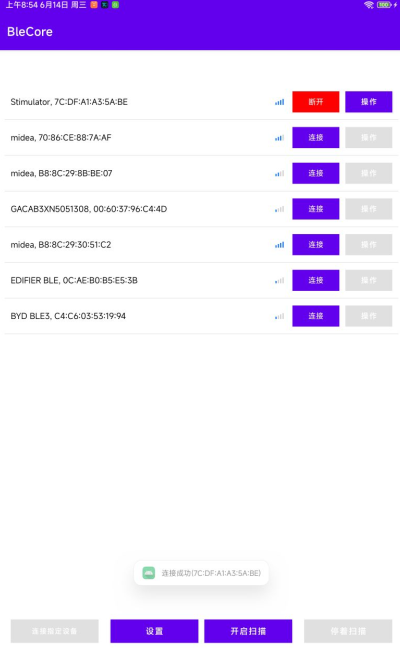 上午8:54 6月14日 周三
BleCore
Stimulator, 7C:DF:A1:A3:5A:BE 断开 操作
midea, 70:86:CE:88:7A:AF 连接 操作
midea, B8:8C:29:8B:BE:07 连接 操作
GACAB3XN5051308, 00:60:37:96:C4:4D 连接 操作
midea, B8:8C:29:30:51:C2 连接 操作
EDIFIER BLE, 0C:AE:B0:B5:E5:3B 连接 操作
BYD BLE3, C4:C6:03:53:19:94 连接 操作
连接成功(7C:DF:A1:A3:5A:BE)
连接指定设备 设置 开启扫描 停着扫描